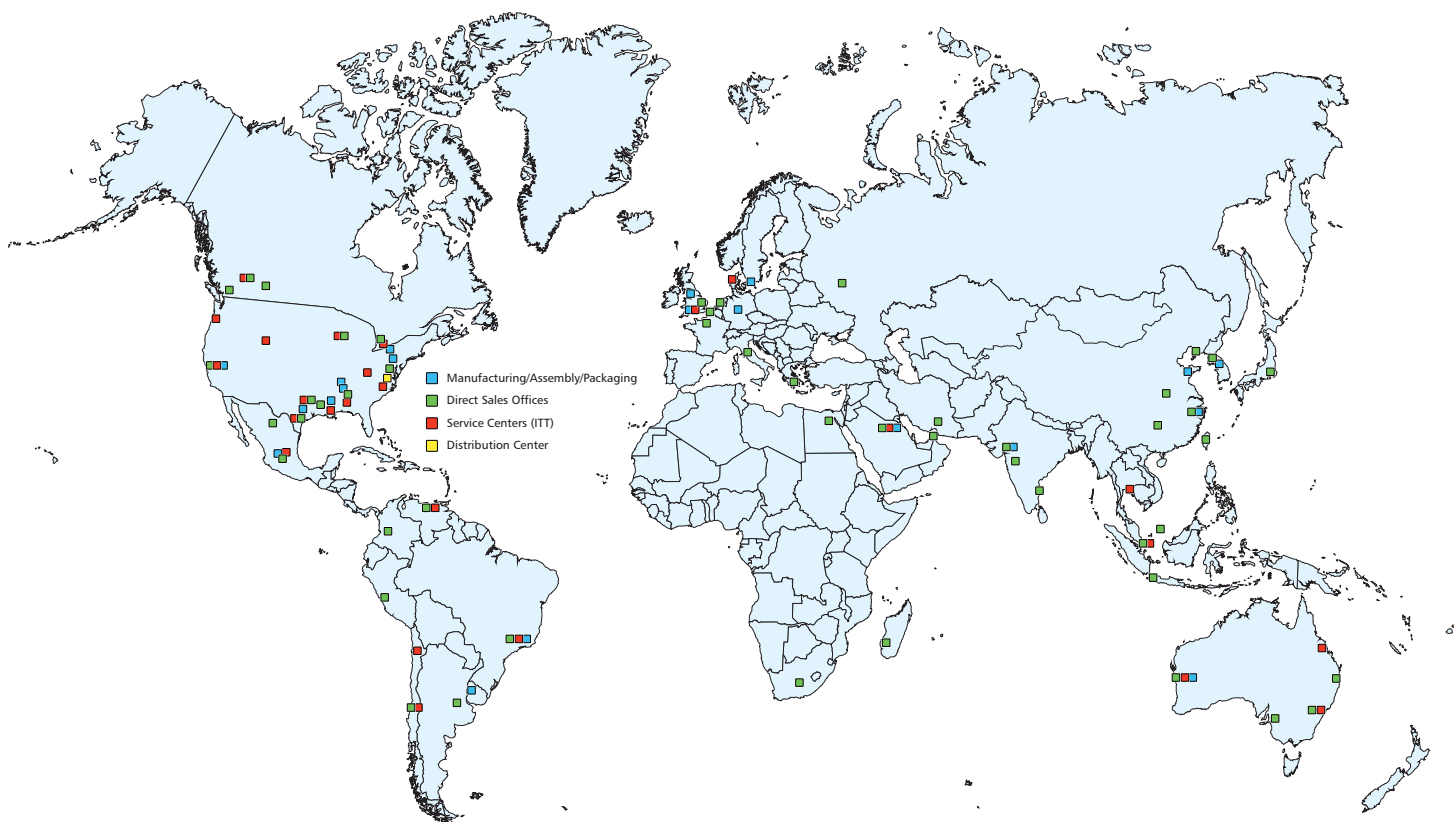 Manufacturing/Assembly/Packaging
Direct Sales Offices
Service Centers (ITT)
Distribution Center